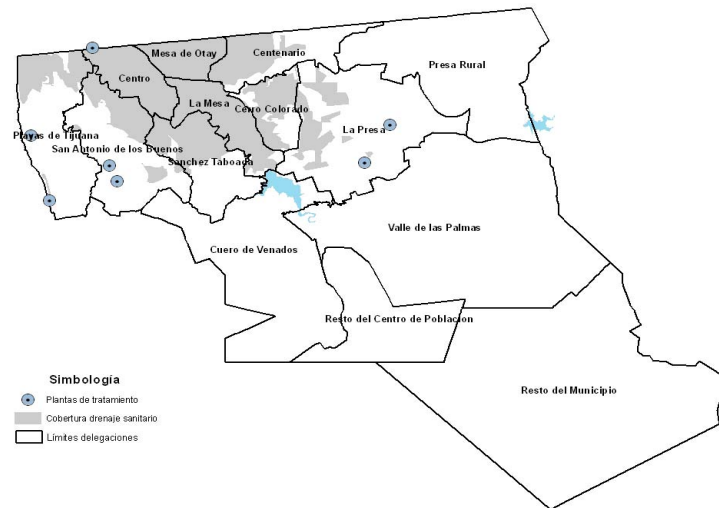 Mesa de Otay
Centenario
Presa Rural
Centro
La Mesa
Cerro Colorado
La Presa
Playas de Tijuana
San Antonio de los Buenos
Sanchez Taboada
Valle de las Palmas
Cuero de Venados
Resto del Centro de Poblacion
Resto del Municipio
Simbología
Plantas de tratamiento
Cobertura drenaje sanitario
Límites delegaciones